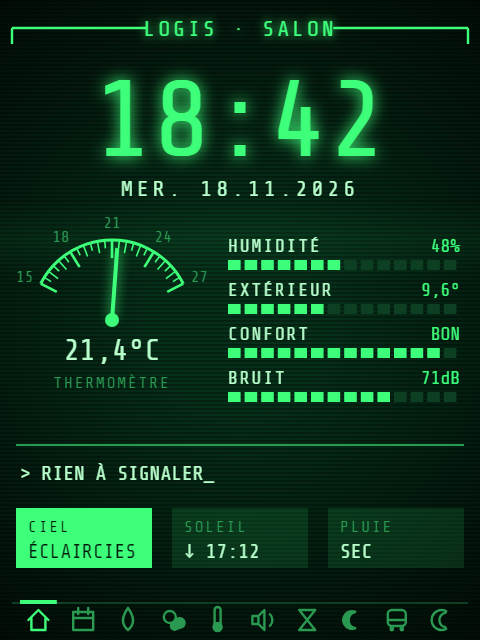 LOGIS · SALON
18:42
MER. 18.11.2026
15 18 21 24 27
21,4°C
THERMOMÈTRE
HUMIDITÉ 48%
EXTÉRIEUR 9,6°
CONFORT BON
BRUIT 71dB
> RIEN À SIGNALER_
CIEL
ÉCLAIRCIES
SOLEIL
↓ 17:12
PLUIE
SEC